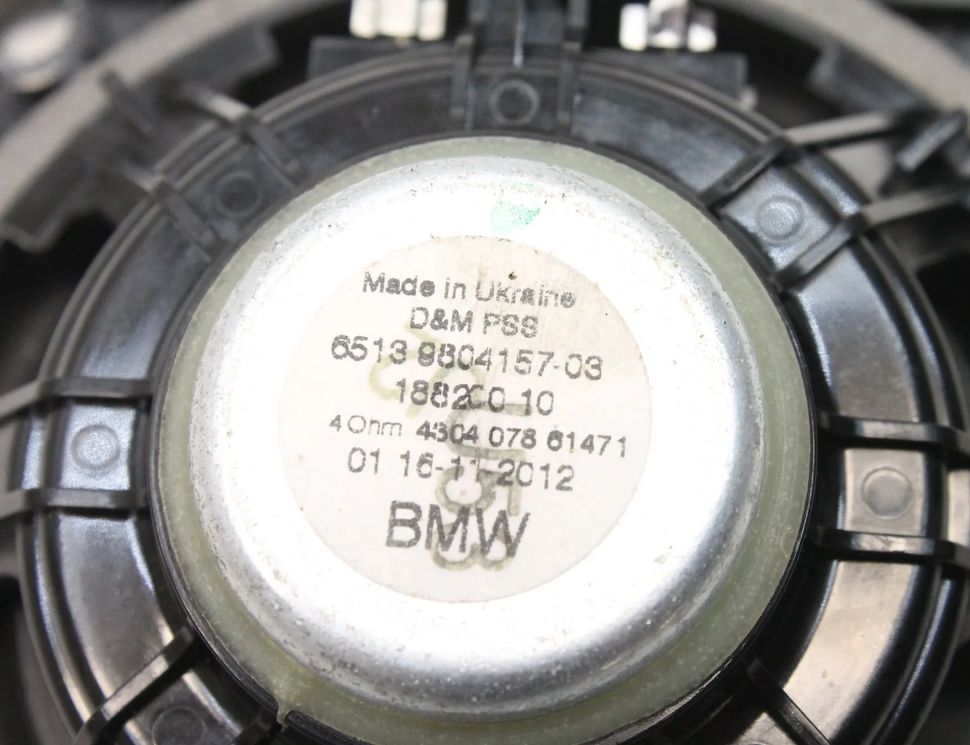 Made in Ukraine
D&M PSS
6513 9804157-03
188200-10
4 Ohm 4304 078 61471
01 16-11-2012
BMW